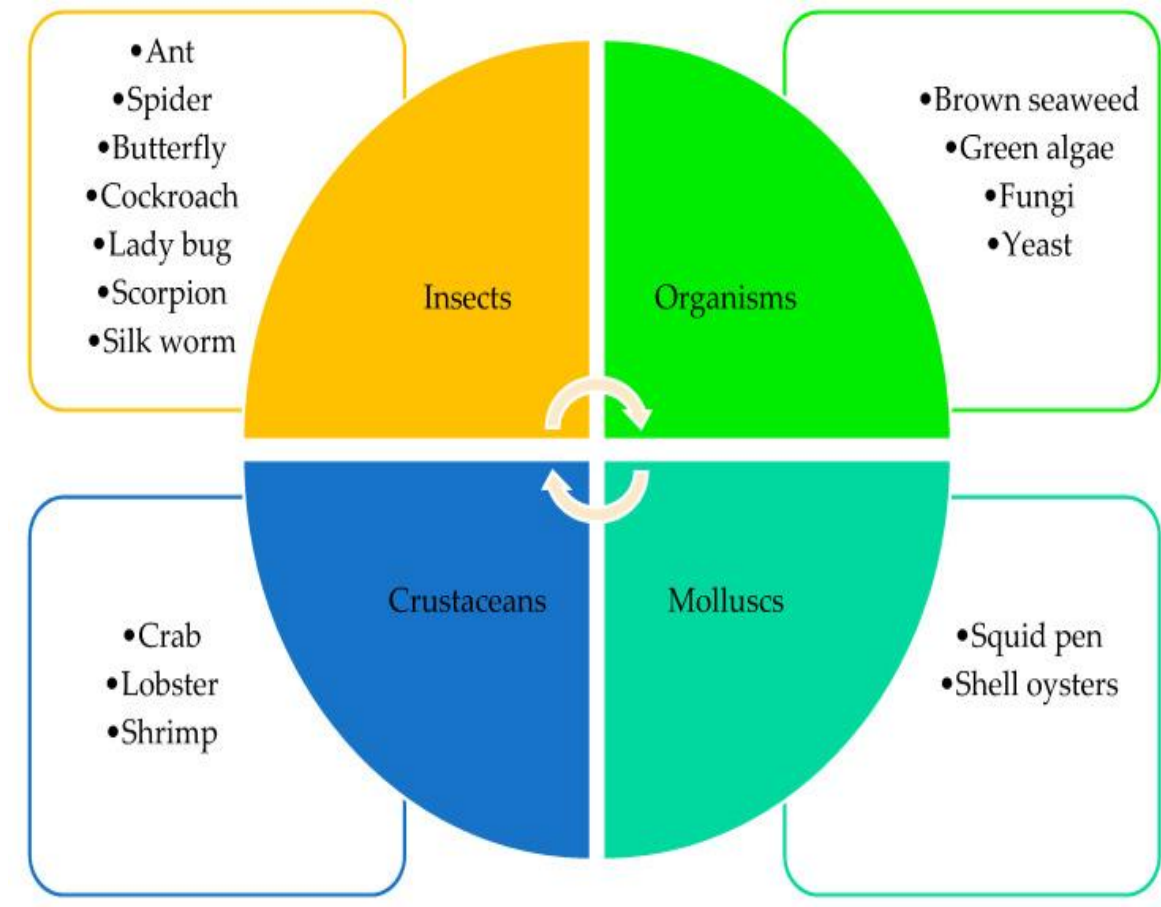 •Ant
•Spider
•Butterfly
•Cockroach
•Lady bug
•Scorpion
•Silk worm
Insects
Organisms
•Brown seaweed
•Green algae
•Fungi
•Yeast
Crustaceans
•Crab
•Lobster
•Shrimp
Molluscs
•Squid pen
•Shell oysters